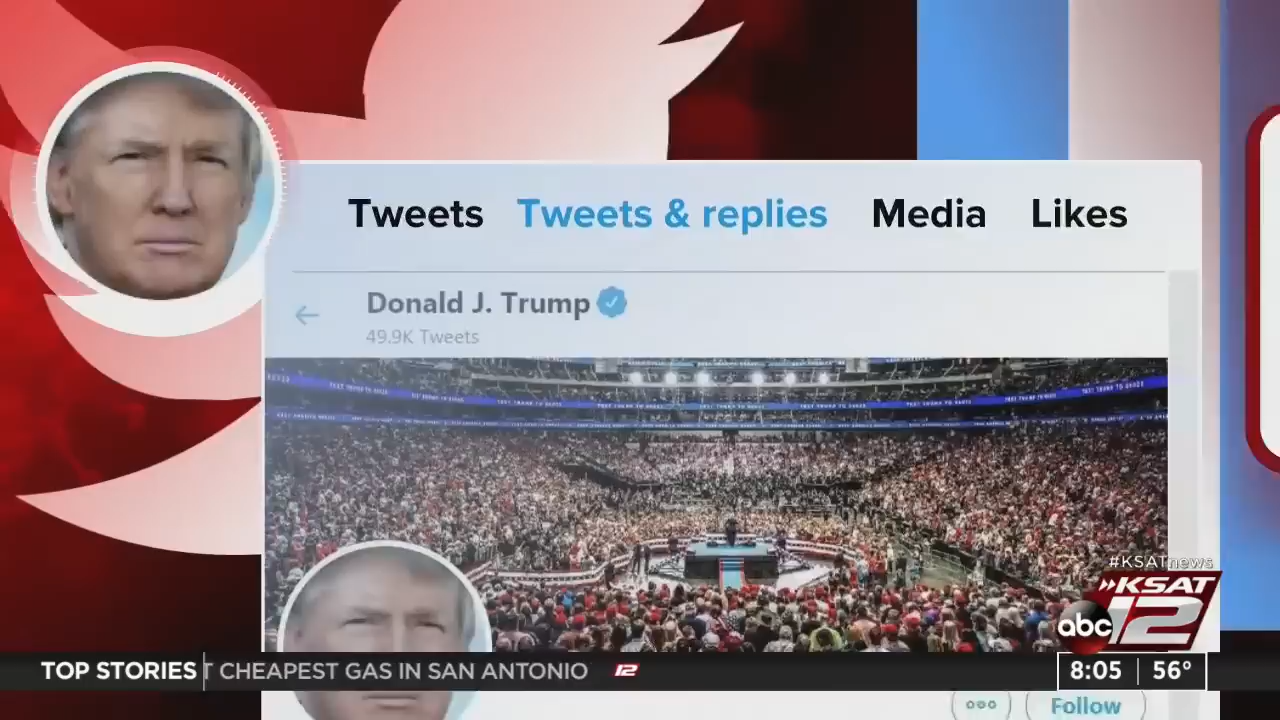 Tweets Tweets & replies Media Likes
Donald J. Trump
49.9K Tweets
#KSATnews
KSAT
abc 12
TOP STORIES T CHEAPEST GAS IN SAN ANTONIO 12 8:05 56°
Follow